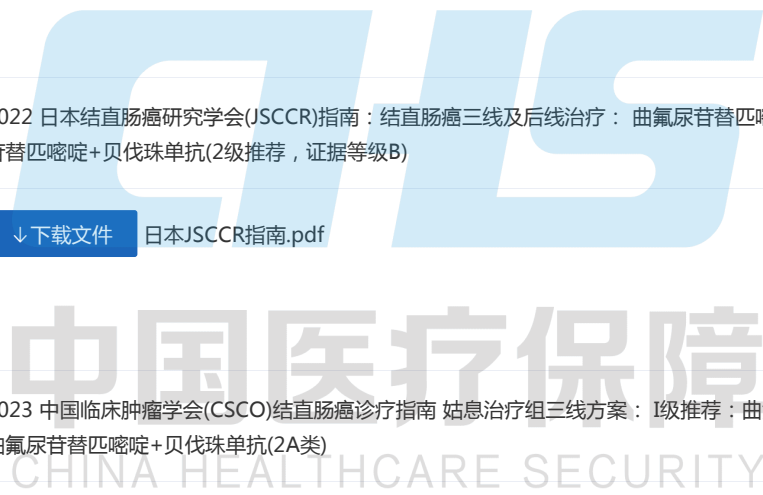 CHS
022 日本结直肠癌研究学会(JSCCR)指南：结直肠癌三线及后线治疗： 曲氟尿苷替匹嘧
苷替匹嘧啶+贝伐珠单抗(2级推荐，证据等级B)
↓下载文件 日本JSCCR指南.pdf
中国医疗保障
023 中国临床肿瘤学会(CSCO)结直肠癌诊疗指南 姑息治疗组三线方案： I级推荐：曲
曲氟尿苷替匹嘧啶+贝伐珠单抗(2A类)
CHINA HEALTHCARE SECURITY